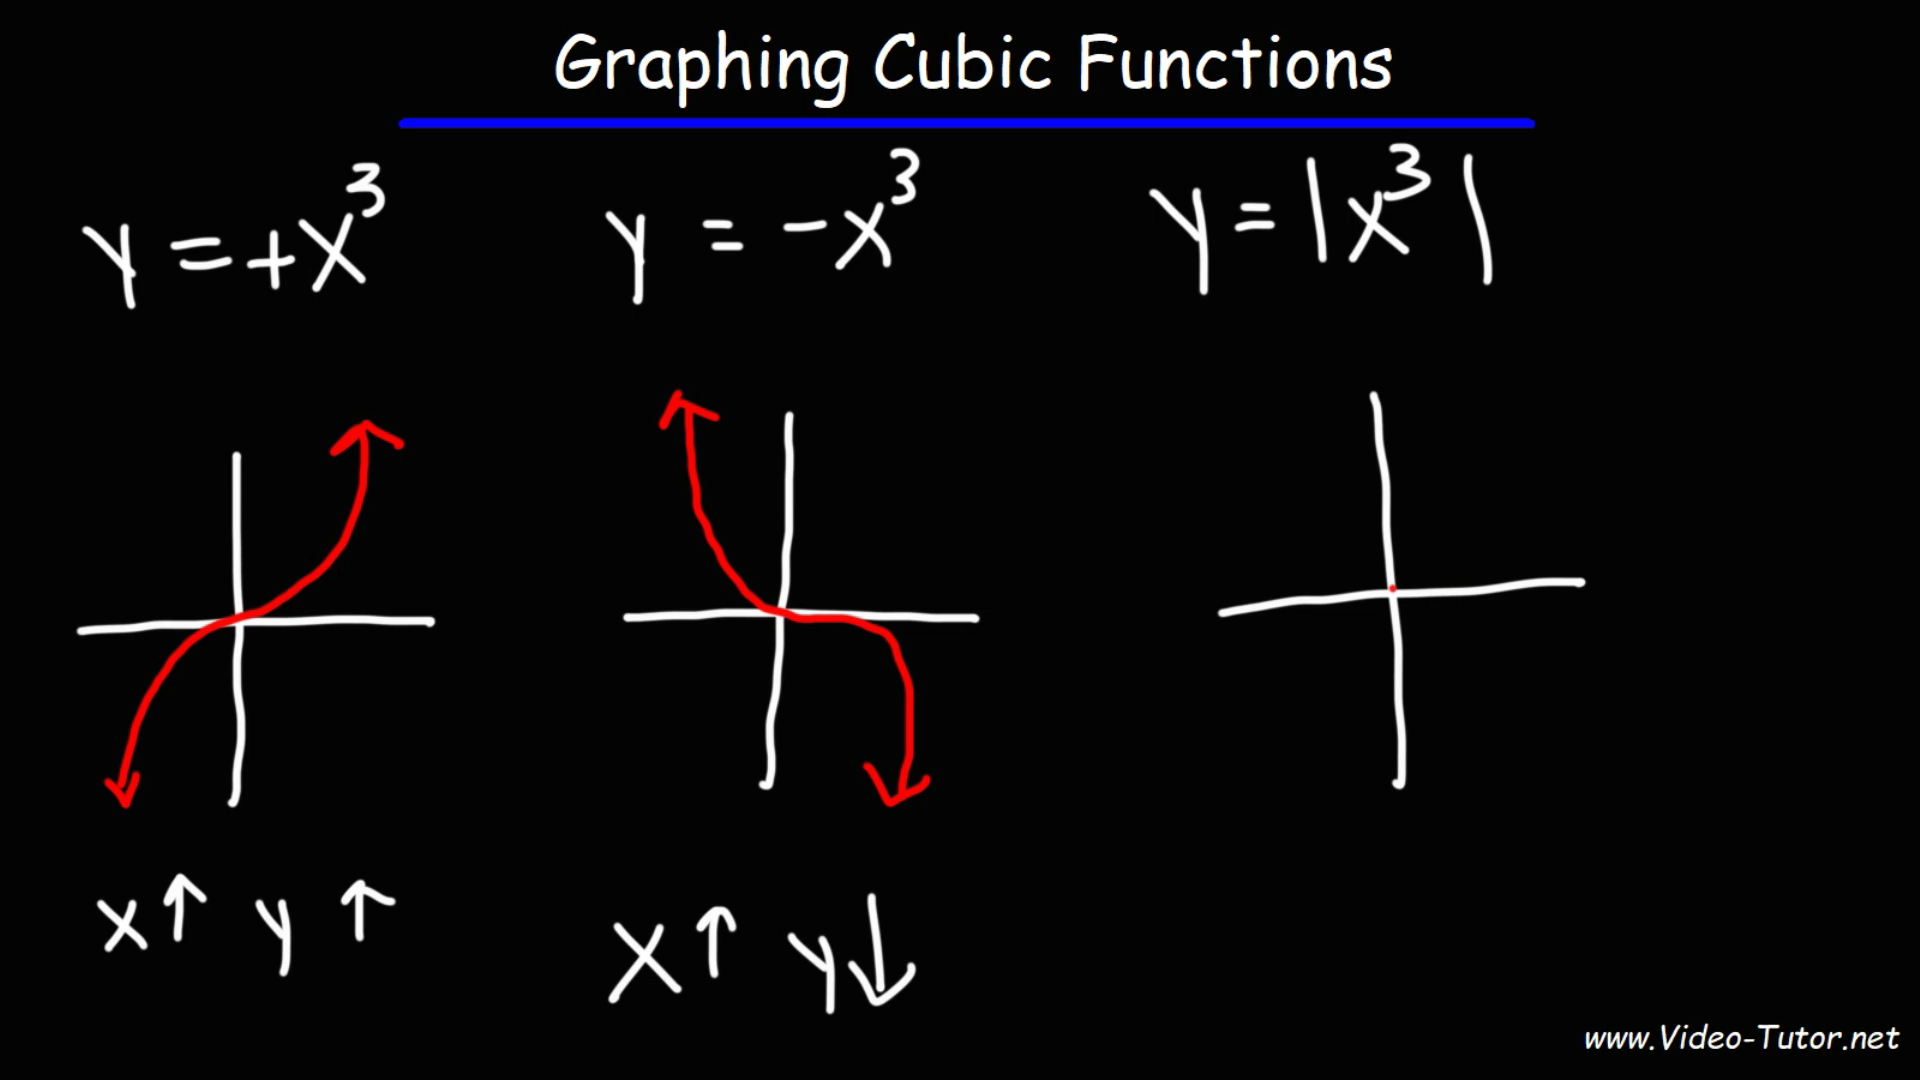 Graphing Cubic Functions
y = +x³ y = -x³ y = |x³|
x↑ y↑ x↑ y↓
www.Video-Tutor.net